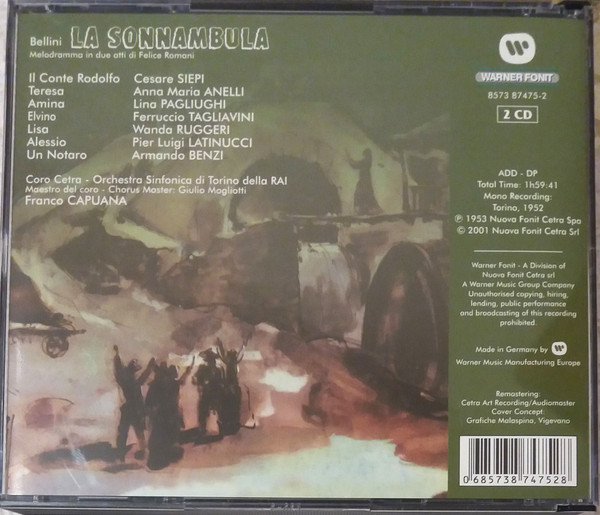 Bellini LA SONNAMBULA
Melodramma in due atti di Felice Romani
Il Conte Rodolfo Cesare SIEPI
Teresa Anna Maria ANELLI
Amina Lina PAGLIUGHI
Elvino Ferruccio TAGLIAVINI
Lisa Wanda RUGGERI
Alessio Pier Luigi LATINUCCI
Un Notaro Armando BENZI
Coro Cetra - Orchestra Sinfonica di Torino della RAI
Maestro del coro - Chorus Master: Giulio Mogliotti
Franco CAPUANA
WARNER FONIT
8573 87475-2
2 CD
ADD - DP
Total Time: 1h59:41
Mono Recording:
Torino, 1952
℗ 1953 Nuova Fonit Cetra Spa
© 2001 Nuova Fonit Cetra Srl
Warner Fonit - A Division of
Nuova Fonit Cetra srl
A Warner Music Group Company
Unauthorised copying, hiring,
lending, public performance
and broadcasting of this recording
prohibited.
Made in Germany by
Warner Music Manufacturing Europe
Remastering:
Cetra Art Recording/Audiomaster
Cover Concept:
Grafiche Malaspina, Vigevano
0 685738 747528